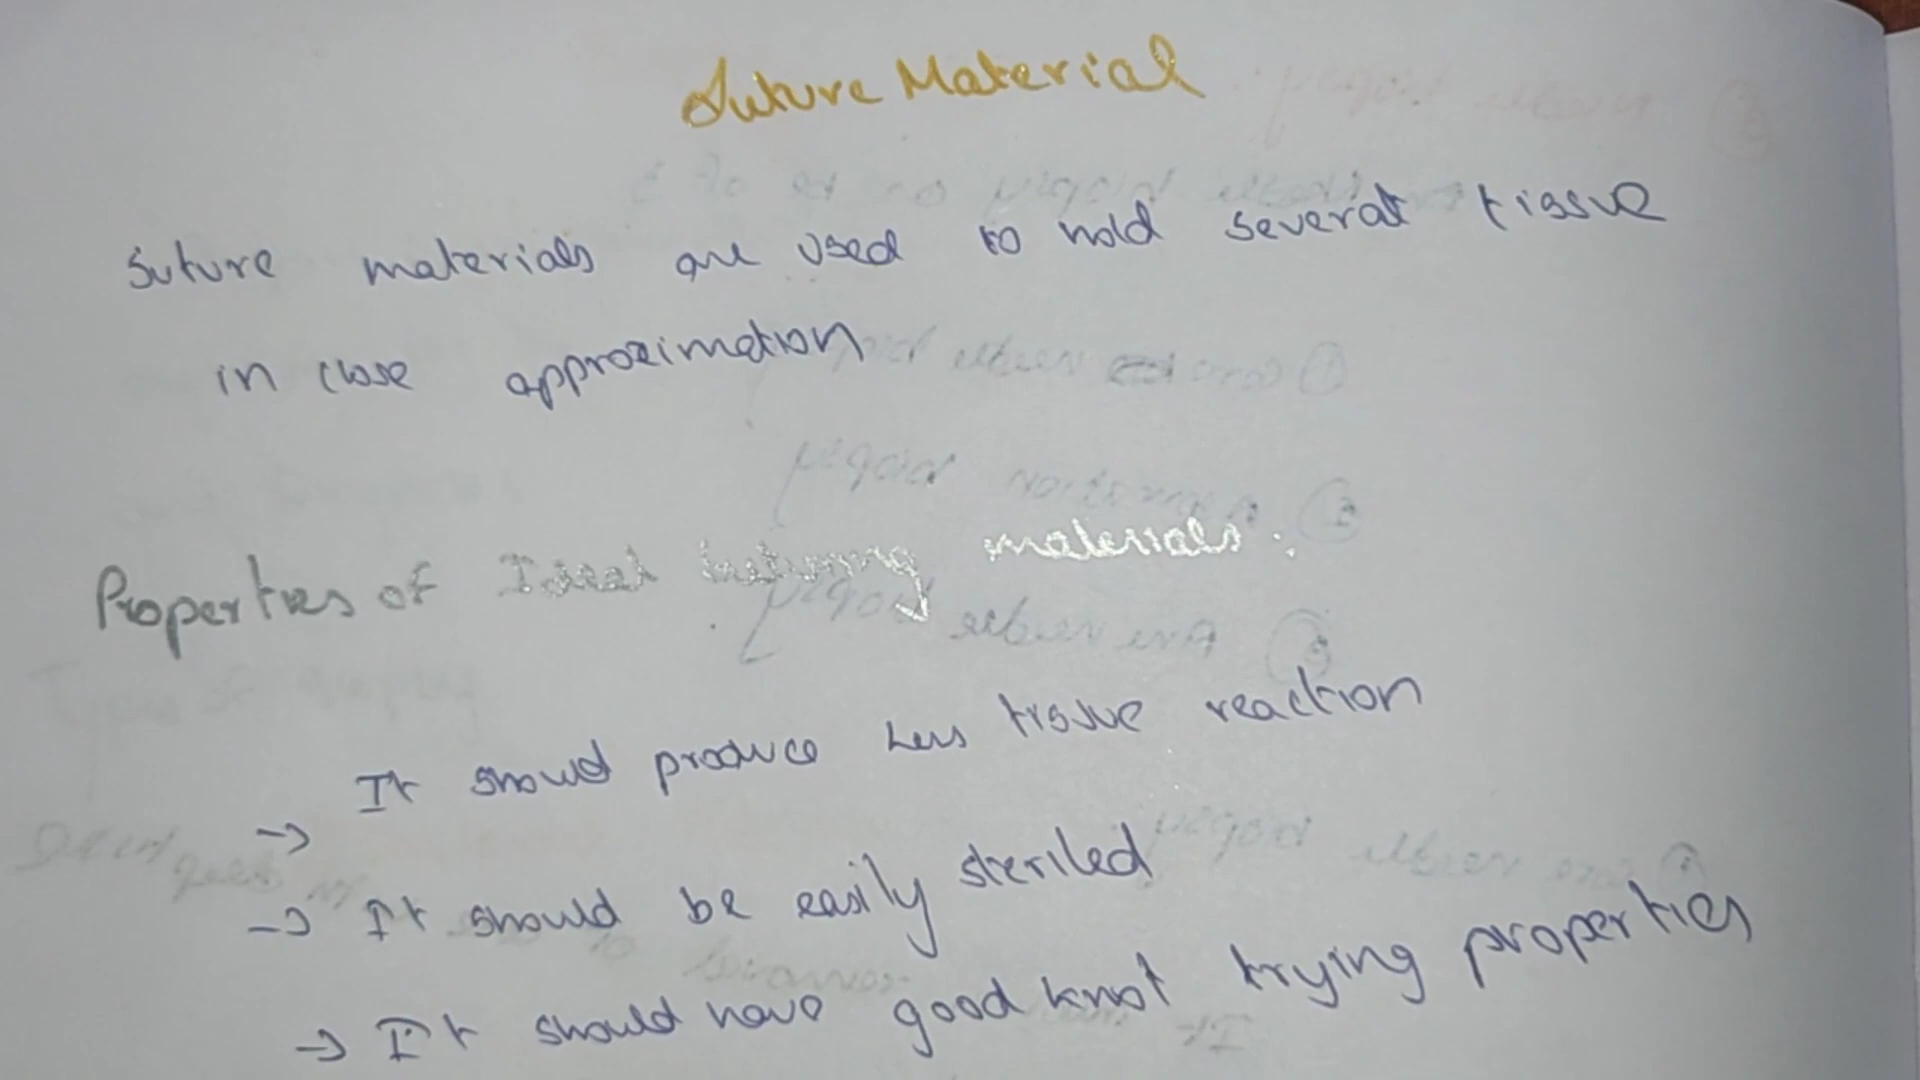 Suture Material
Suture materials are used to hold several tissue
in close approximation
Properties of Ideal suturing materials:
→ It should produce less tissue reaction
→ It should be easily steriled
→ It should have good knot trying properties